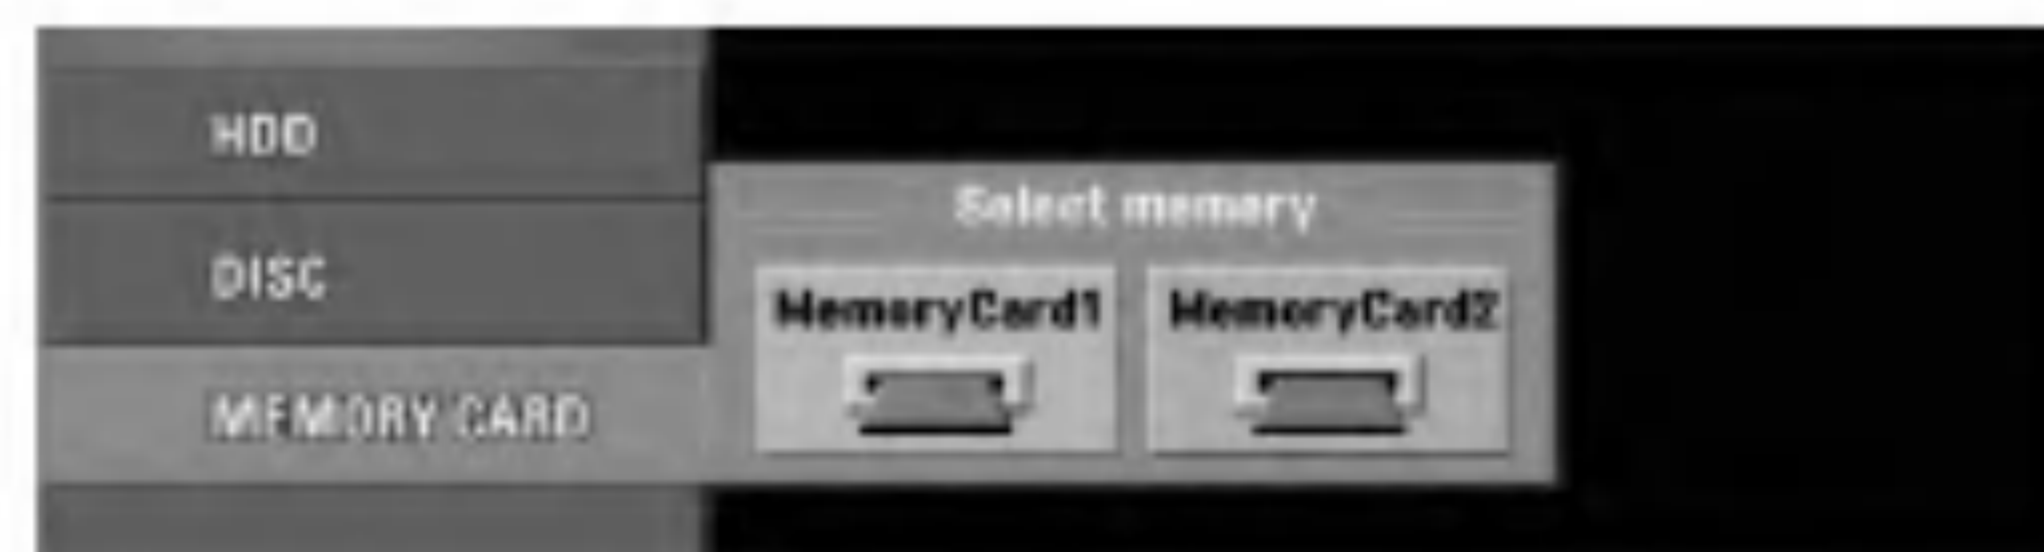 HDD
DISC
MEMORY CARD
Select memory
MemoryCard1
MemoryCard2